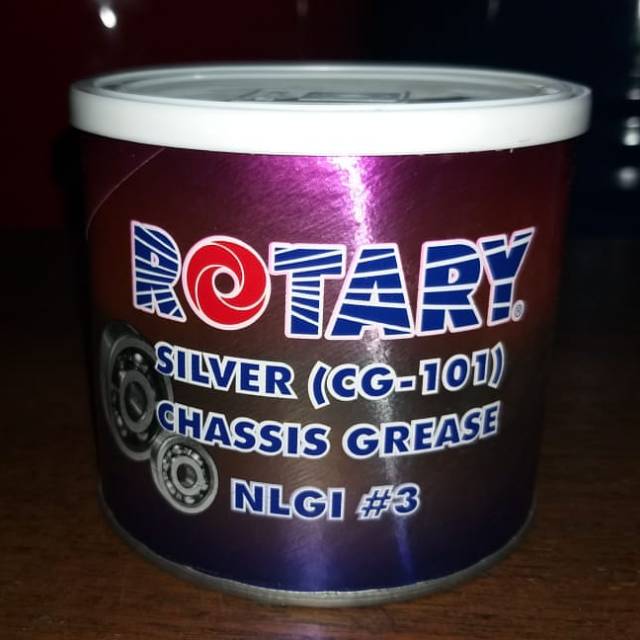 ROTARY®
SILVER (CG-101)
CHASSIS GREASE
NLGI #3